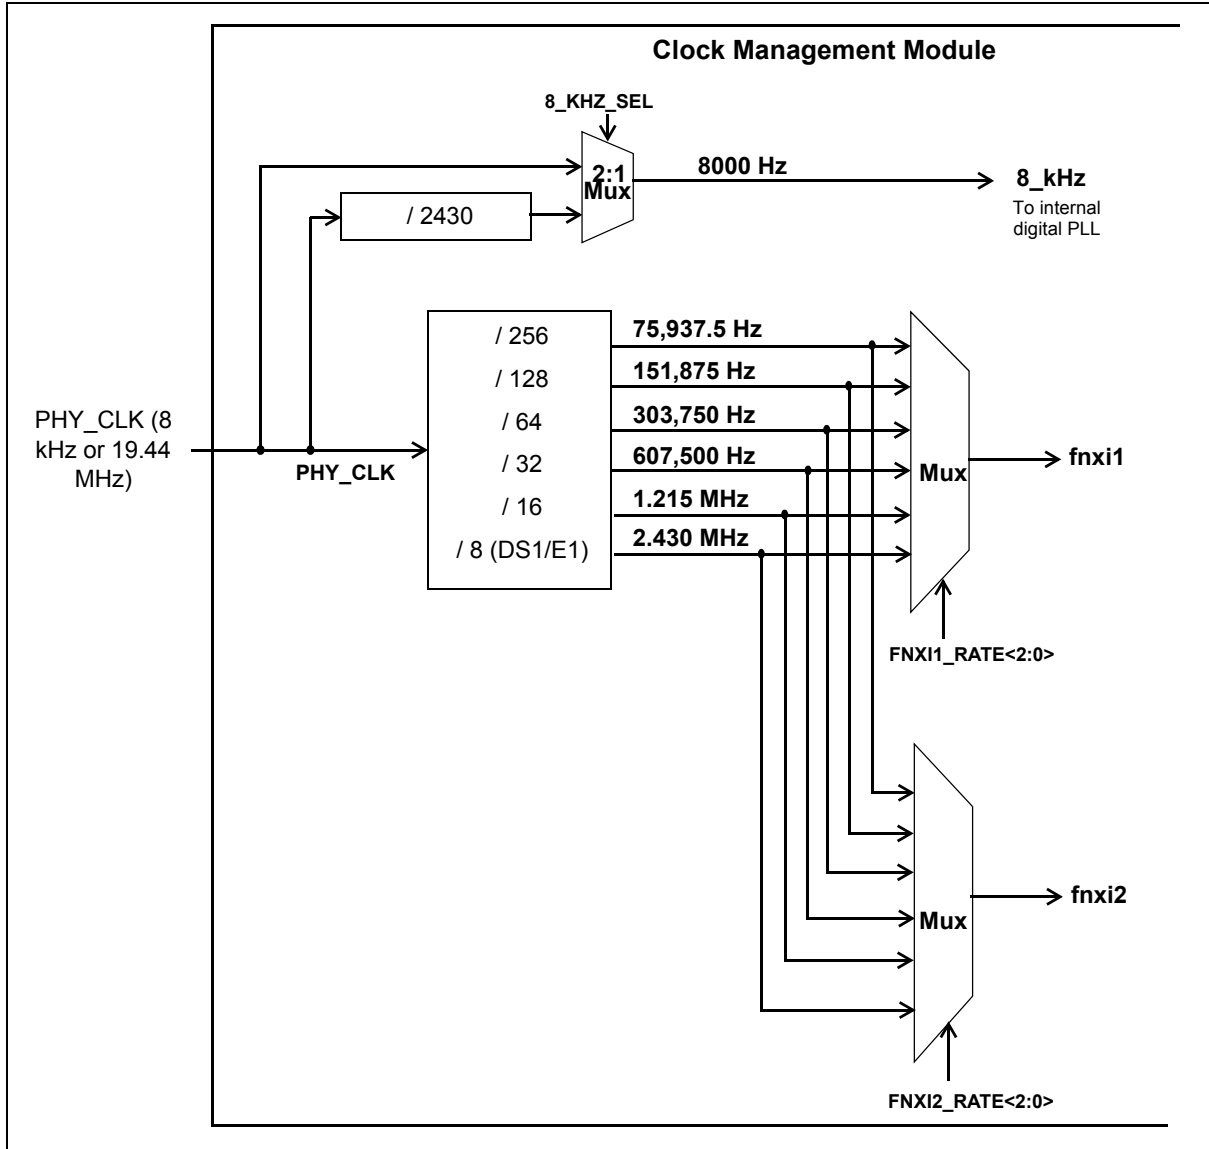 Clock Management Module
8_KHZ_SEL
2:1
Mux
8000 Hz
8_kHz
To internal
digital PLL
/ 2430
/ 256
/ 128
/ 64
/ 32
/ 16
/ 8 (DS1/E1)
75,937.5 Hz
151,875 Hz
303,750 Hz
607,500 Hz
1.215 MHz
2.430 MHz
PHY_CLK (8
kHz or 19.44
MHz)
PHY_CLK
Mux
fnxi1
FNXI1_RATE<2:0>
Mux
fnxi2
FNXI2_RATE<2:0>